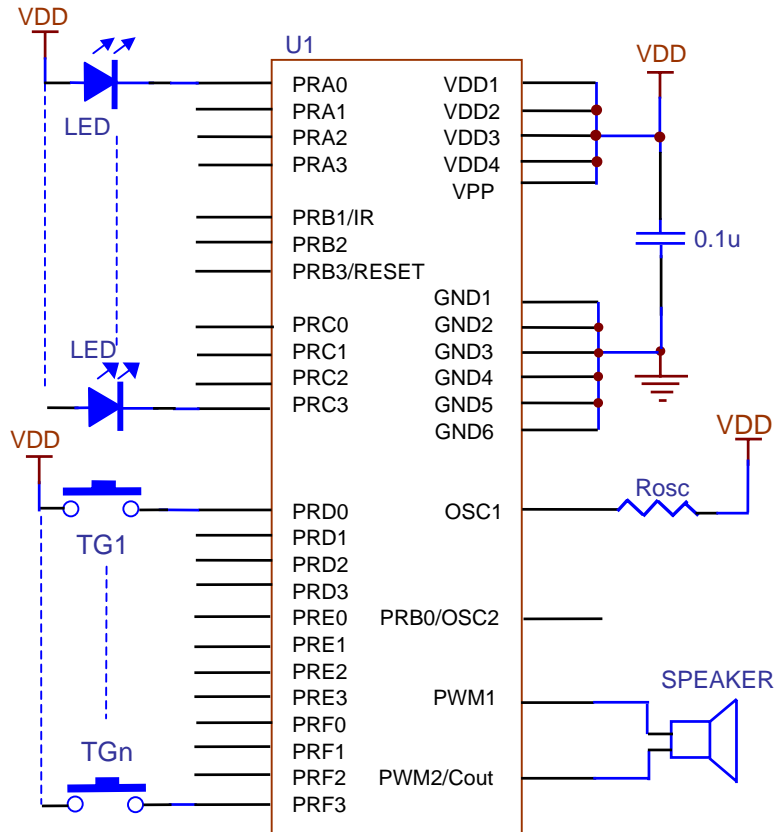 VDD
LED
LED
VDD
TG1
TGn
U1
PRA0
PRA1
PRA2
PRA3
PRB1/IR
PRB2
PRB3/RESET
PRC0
PRC1
PRC2
PRC3
PRD0
PRD1
PRD2
PRD3
PRE0
PRE1
PRE2
PRE3
PRF0
PRF1
PRF2
PRF3
VDD1
VDD2
VDD3
VDD4
VPP
GND1
GND2
GND3
GND4
GND5
GND6
OSC1
PRB0/OSC2
PWM1
PWM2/Cout
VDD
0.1u
VDD
Rosc
SPEAKER